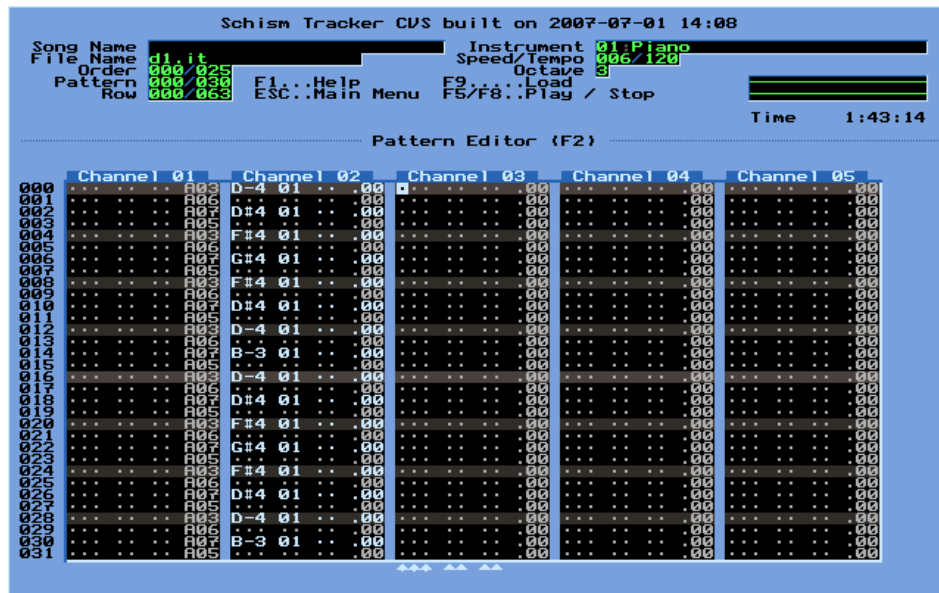 Schism Tracker CVS built on 2007-07-01 14:08
Song Name Instrument 01:Piano
File Name d1.it Speed/Tempo 006/120
Order 000/025 Octave 3
Pattern 000/030 F1...Help F9.....Load
Row 000/063 ESC..Main Menu F5/F8..Play / Stop
Time 1:43:14
Pattern Editor (F2)
Channel 01 Channel 02 Channel 03 Channel 04 Channel 05
000 ... .. .. A03 D-4 01 .. .00 ... .. .. .00 ... .. .. .00 ... .. .. .00
001 ... .. .. A06 ... .. .. .00 ... .. .. .00 ... .. .. .00 ... .. .. .00
002 ... .. .. A07 D#4 01 .. .00 ... .. .. .00 ... .. .. .00 ... .. .. .00
003 ... .. .. A05 ... .. .. .00 ... .. .. .00 ... .. .. .00 ... .. .. .00
004 ... .. .. A03 F#4 01 .. .00 ... .. .. .00 ... .. .. .00 ... .. .. .00
005 ... .. .. A06 ... .. .. .00 ... .. .. .00 ... .. .. .00 ... .. .. .00
006 ... .. .. A07 G#4 01 .. .00 ... .. .. .00 ... .. .. .00 ... .. .. .00
007 ... .. .. A05 ... .. .. .00 ... .. .. .00 ... .. .. .00 ... .. .. .00
008 ... .. .. A03 F#4 01 .. .00 ... .. .. .00 ... .. .. .00 ... .. .. .00
009 ... .. .. A06 ... .. .. .00 ... .. .. .00 ... .. .. .00 ... .. .. .00
010 ... .. .. A07 D#4 01 .. .00 ... .. .. .00 ... .. .. .00 ... .. .. .00
011 ... .. .. A05 ... .. .. .00 ... .. .. .00 ... .. .. .00 ... .. .. .00
012 ... .. .. A03 D-4 01 .. .00 ... .. .. .00 ... .. .. .00 ... .. .. .00
013 ... .. .. A06 ... .. .. .00 ... .. .. .00 ... .. .. .00 ... .. .. .00
014 ... .. .. A07 B-3 01 .. .00 ... .. .. .00 ... .. .. .00 ... .. .. .00
015 ... .. .. A05 ... .. .. .00 ... .. .. .00 ... .. .. .00 ... .. .. .00
016 ... .. .. A03 D-4 01 .. .00 ... .. .. .00 ... .. .. .00 ... .. .. .00
017 ... .. .. A06 ... .. .. .00 ... .. .. .00 ... .. .. .00 ... .. .. .00
018 ... .. .. A07 D#4 01 .. .00 ... .. .. .00 ... .. .. .00 ... .. .. .00
019 ... .. .. A05 ... .. .. .00 ... .. .. .00 ... .. .. .00 ... .. .. .00
020 ... .. .. A03 F#4 01 .. .00 ... .. .. .00 ... .. .. .00 ... .. .. .00
021 ... .. .. A06 ... .. .. .00 ... .. .. .00 ... .. .. .00 ... .. .. .00
022 ... .. .. A07 G#4 01 .. .00 ... .. .. .00 ... .. .. .00 ... .. .. .00
023 ... .. .. A05 ... .. .. .00 ... .. .. .00 ... .. .. .00 ... .. .. .00
024 ... .. .. A03 F#4 01 .. .00 ... .. .. .00 ... .. .. .00 ... .. .. .00
025 ... .. .. A06 ... .. .. .00 ... .. .. .00 ... .. .. .00 ... .. .. .00
026 ... .. .. A07 D#4 01 .. .00 ... .. .. .00 ... .. .. .00 ... .. .. .00
027 ... .. .. A05 ... .. .. .00 ... .. .. .00 ... .. .. .00 ... .. .. .00
028 ... .. .. A03 D-4 01 .. .00 ... .. .. .00 ... .. .. .00 ... .. .. .00
029 ... .. .. A06 ... .. .. .00 ... .. .. .00 ... .. .. .00 ... .. .. .00
030 ... .. .. A07 B-3 01 .. .00 ... .. .. .00 ... .. .. .00 ... .. .. .00
031 ... .. .. A05 ... .. .. .00 ... .. .. .00 ... .. .. .00 ... .. .. .00